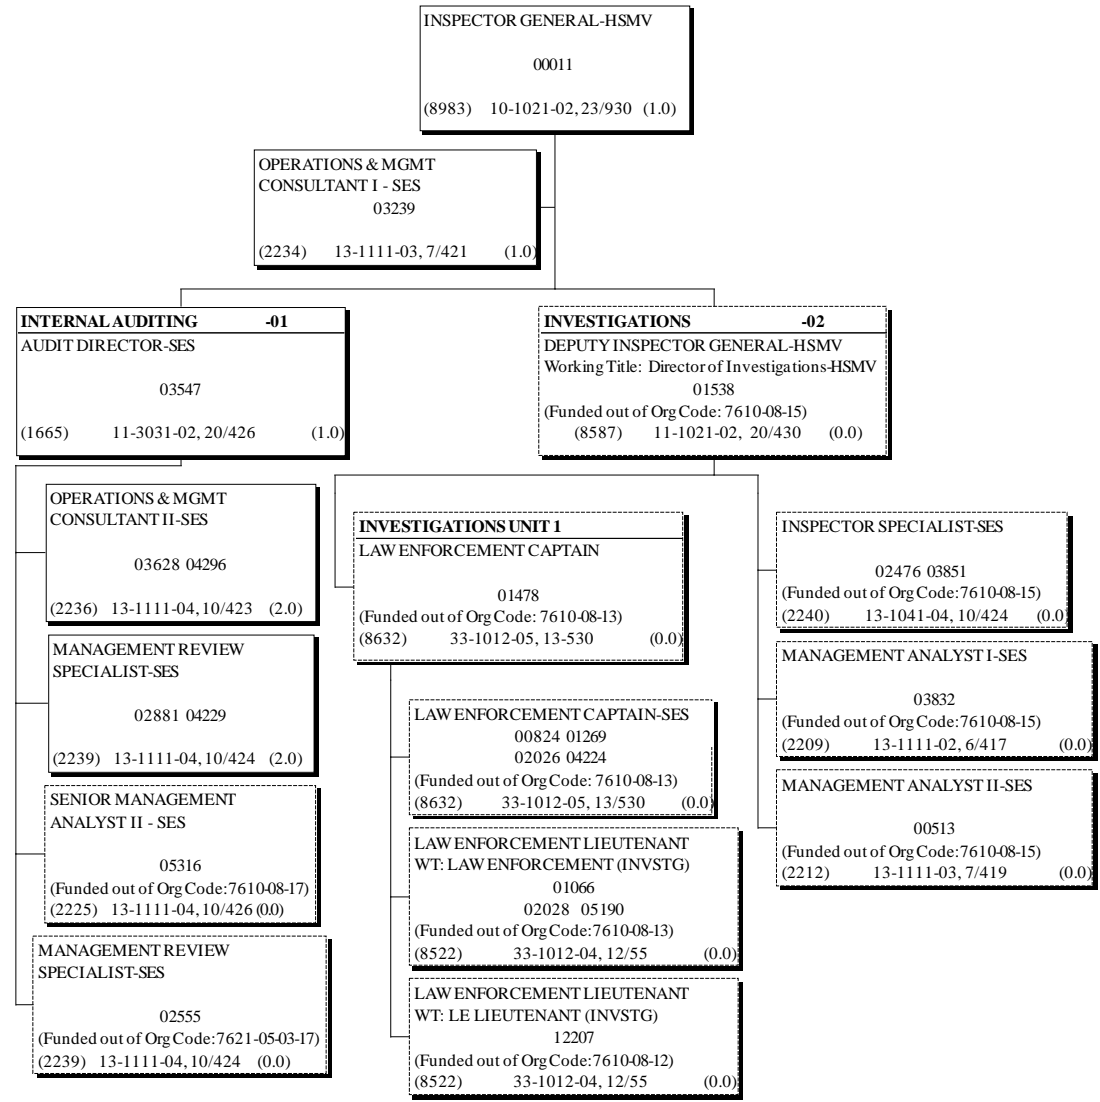 INSPECTOR GENERAL-HSMV
00011
(8983) 10-1021-02, 23/930 (1.0)
OPERATIONS & MGMT
CONSULTANT I - SES
03239
(2234) 13-1111-03, 7/421 (1.0)
INTERNAL AUDITING -01
AUDIT DIRECTOR-SES
03547
(1665) 11-3031-02, 20/426 (1.0)
OPERATIONS & MGMT
CONSULTANT II-SES
03628 04296
(2236) 13-1111-04, 10/423 (2.0)
MANAGEMENT REVIEW
SPECIALIST-SES
02881 04229
(2239) 13-1111-04, 10/424 (2.0)
SENIOR MANAGEMENT
ANALYST II - SES
05316
(Funded out of Org Code:7610-08-17)
(2225) 13-1111-04, 10/426 (0.0)
MANAGEMENT REVIEW
SPECIALIST-SES
02555
(Funded out of Org Code:7621-05-03-17)
(2239) 13-1111-04, 10/424 (0.0)
INVESTIGATIONS -02
DEPUTY INSPECTOR GENERAL-HSMV
Working Title: Director of Investigations-HSMV
01538
(Funded out of Org Code: 7610-08-15)
(8587) 11-1021-02, 20/430 (0.0)
INVESTIGATIONS UNIT 1
LAW ENFORCEMENT CAPTAIN
01478
(Funded out of Org Code: 7610-08-13)
(8632) 33-1012-05, 13-530 (0.0)
LAW ENFORCEMENT CAPTAIN-SES
00824 01269
02026 04224
(Funded out of Org Code: 7610-08-13)
(8632) 33-1012-05, 13/530 (0.0)
LAW ENFORCEMENT LIEUTENANT
WT: LAW ENFORCEMENT (INVSTG)
01066
02028 05190
(Funded out of Org Code: 7610-08-13)
(8522) 33-1012-04, 12/55 (0.0)
LAW ENFORCEMENT LIEUTENANT
WT: LE LIEUTENANT (INVSTG)
12207
(Funded out of Org Code: 7610-08-12)
(8522) 33-1012-04, 12/55 (0.0)
INSPECTOR SPECIALIST-SES
02476 03851
(Funded out of Org Code:7610-08-15)
(2240) 13-1041-04, 10/424 (0.0)
MANAGEMENT ANALYST I-SES
03832
(Funded out of Org Code:7610-08-15)
(2209) 13-1111-02, 6/417 (0.0)
MANAGEMENT ANALYST II-SES
00513
(Funded out of Org Code:7610-08-15)
(2212) 13-1111-03, 7/419 (0.0)